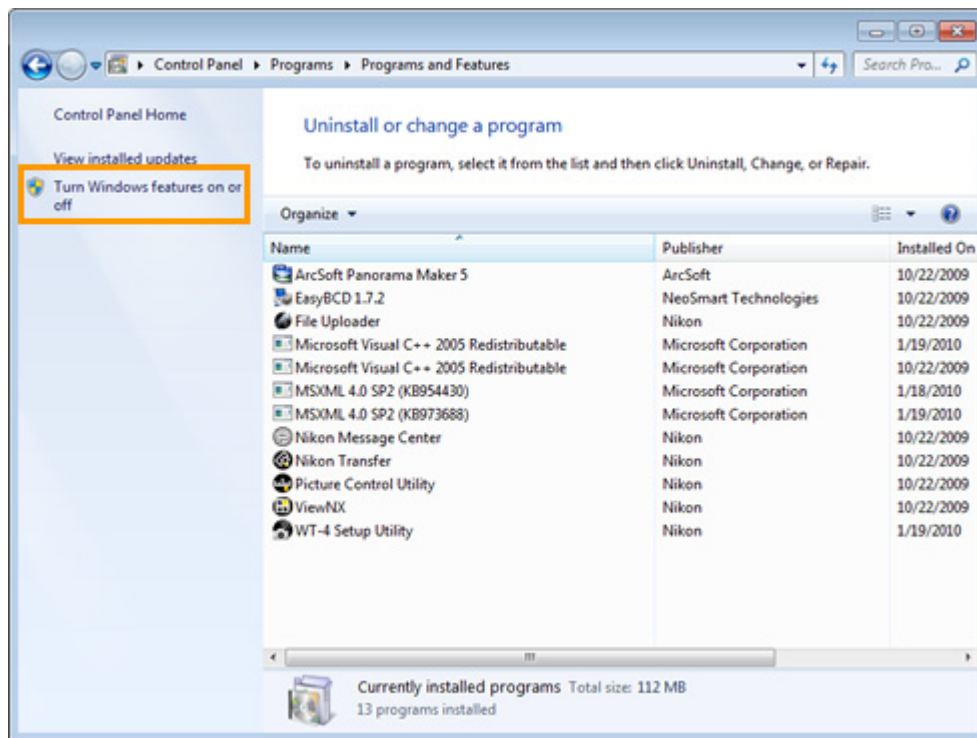 Control Panel Programs Programs and Features
Search Pro...
Control Panel Home
View installed updates
Turn Windows features on or
off
Uninstall or change a program
To uninstall a program, select it from the list and then click Uninstall, Change, or Repair.
Organize
Name Publisher Installed On
ArcSoft Panorama Maker 5 ArcSoft 10/22/2009
EasyBCD 1.7.2 NeoSmart Technologies 10/22/2009
File Uploader Nikon 10/22/2009
Microsoft Visual C++ 2005 Redistributable Microsoft Corporation 1/19/2010
Microsoft Visual C++ 2005 Redistributable Microsoft Corporation 10/22/2009
MSXML 4.0 SP2 (KB954430) Microsoft Corporation 1/18/2010
MSXML 4.0 SP2 (KB973688) Microsoft Corporation 1/19/2010
Nikon Message Center Nikon 10/22/2009
Nikon Transfer Nikon 10/22/2009
Picture Control Utility Nikon 10/22/2009
ViewNX Nikon 10/22/2009
WT-4 Setup Utility Nikon 1/19/2010
Currently installed programs Total size: 112 MB
13 programs installed